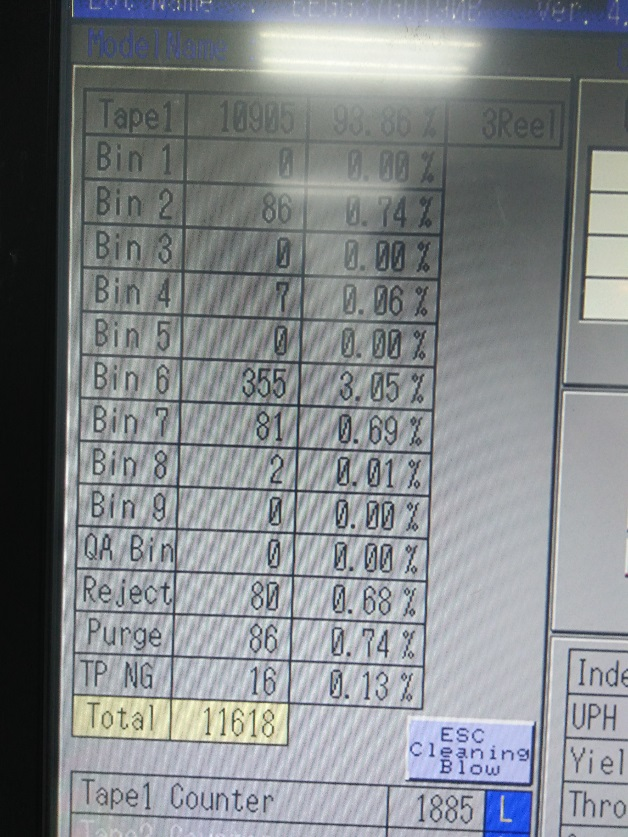 ModelName
Tape1 10905 93.86 % 3Reel
Bin 1 0 0.00 %
Bin 2 86 0.74 %
Bin 3 0 0.00 %
Bin 4 7 0.06 %
Bin 5 0 0.00 %
Bin 6 355 3.05 %
Bin 7 81 0.69 %
Bin 8 2 0.01 %
Bin 9 0 0.00 %
QA Bin 0 0.00 %
Reject 80 0.68 %
Purge 86 0.74 %
TP NG 16 0.13 %
Total 11618
ESC
Cleaning
Blow
Tape1 Counter 1885 L
Inde
UPH
Yiel
Thro